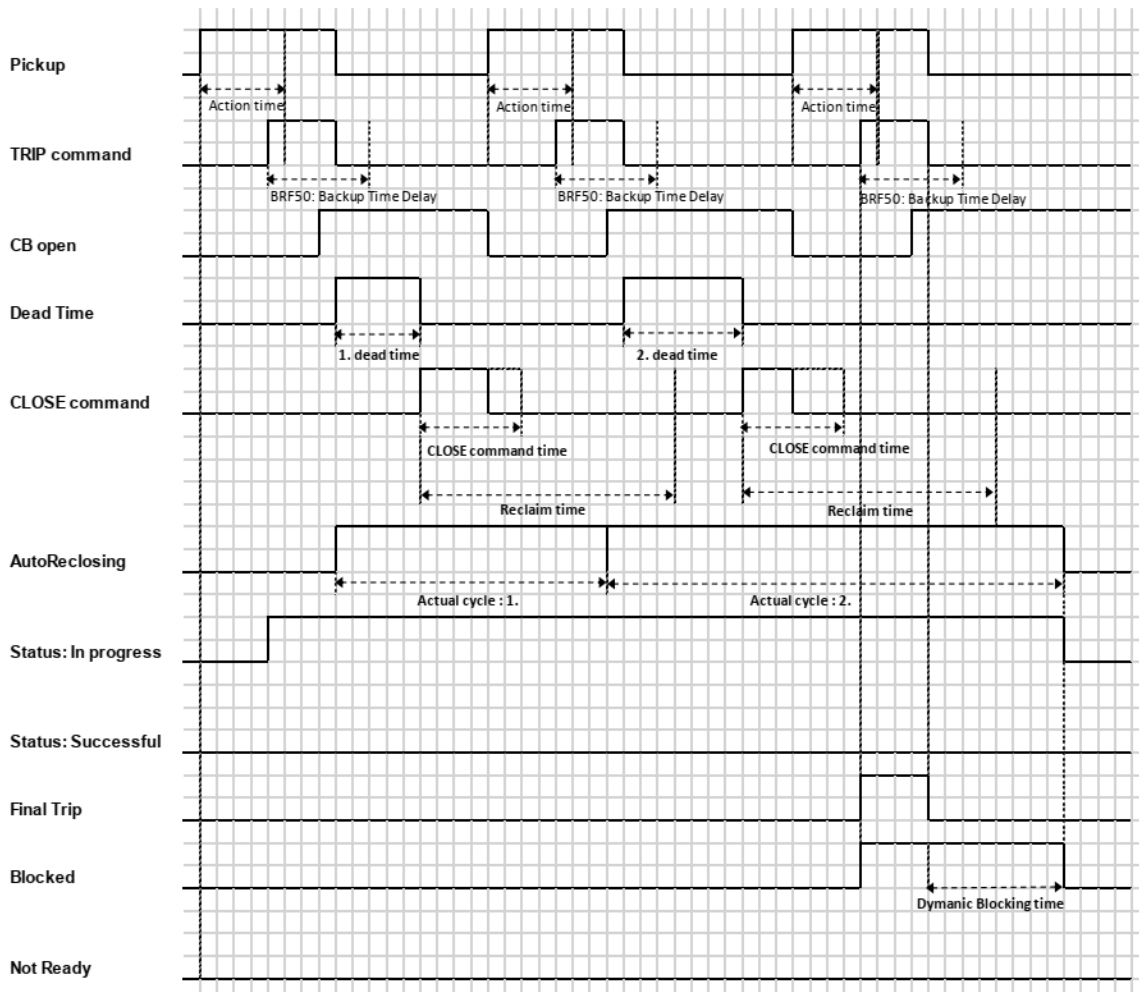 Pickup
Action time
Action time
Action time
TRIP command
BRF50: Backup Time Delay
BRF50: Backup Time Delay
BRF50: Backup Time Delay
CB open
Dead Time
1. dead time
2. dead time
CLOSE command
CLOSE command time
CLOSE command time
Reclaim time
Reclaim time
AutoReclosing
Actual cycle : 1.
Actual cycle : 2.
Status: In progress
Status: Successful
Final Trip
Blocked
Dymanic Blocking time
Not Ready